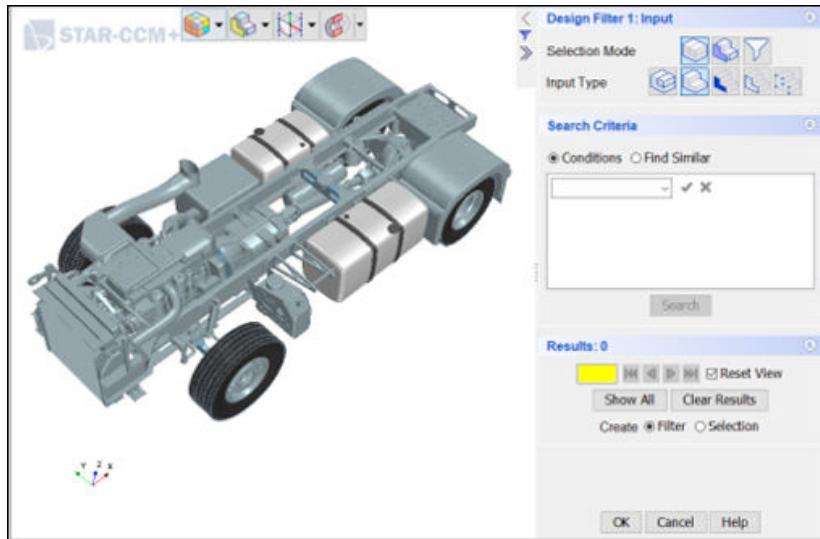 STAR-CCM+
Design Filter 1: Input
Selection Mode
Input Type
Search Criteria
Conditions Find Similar
Search
Results: 0
Reset View
Show All Clear Results
Create Filter Selection
Y Z X
OK Cancel Help